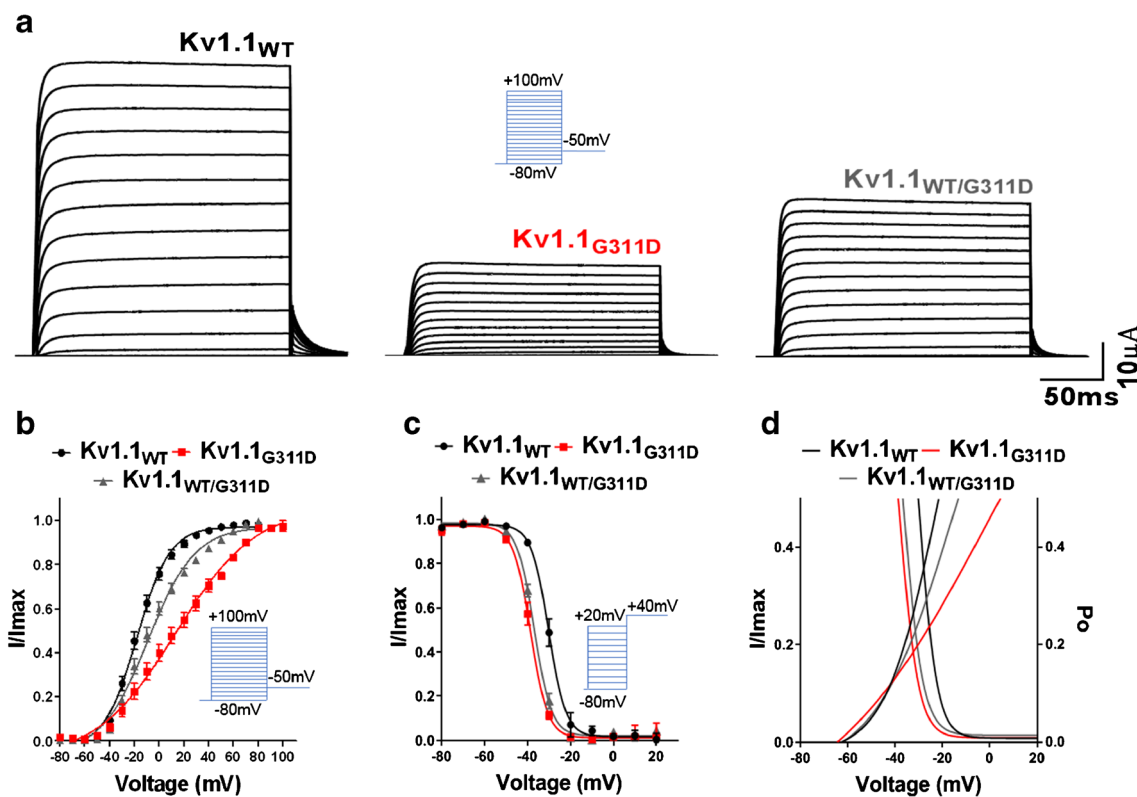 a
Kv1.1WT
+100mV
-50mV
-80mV
Kv1.1G311D
Kv1.1WT/G311D
10µA
50ms
b
Kv1.1WT Kv1.1G311D
Kv1.1WT/G311D
I/Imax
1.0
0.8
0.6
0.4
0.2
0.0
+100mV
-50mV
-80mV
-80 -60 -40 -20 0 20 40 60 80 100
Voltage (mV)
c
Kv1.1WT Kv1.1G311D
Kv1.1WT/G311D
I/Imax
1.0
0.8
0.6
0.4
0.2
0.0
+40mV
+20mV
-80mV
-80 -60 -40 -20 0 20
Voltage (mV)
d
Kv1.1WT Kv1.1G311D
Kv1.1WT/G311D
I/Imax
0.4
0.2
0.0
0.4
0.2
0.0
Po
-80 -60 -40 -20 0 20
Voltage (mV)